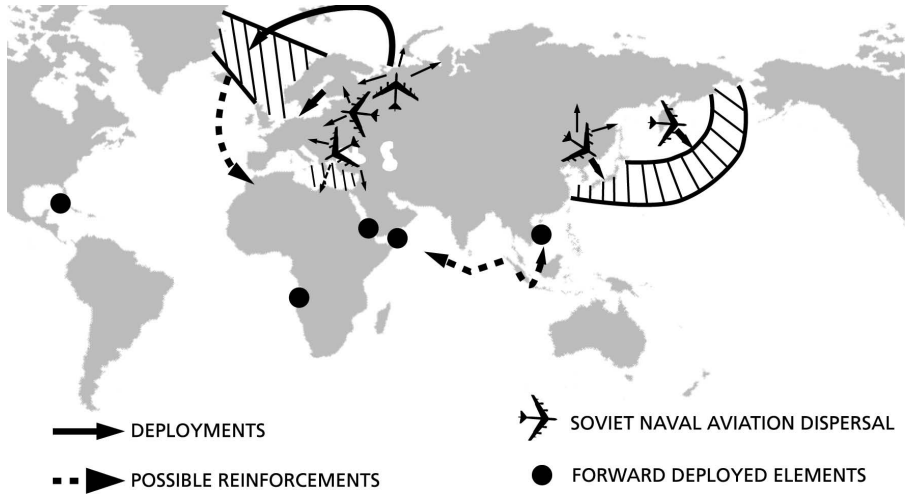 DEPLOYMENTS
POSSIBLE REINFORCEMENTS
SOVIET NAVAL AVIATION DISPERSAL
FORWARD DEPLOYED ELEMENTS